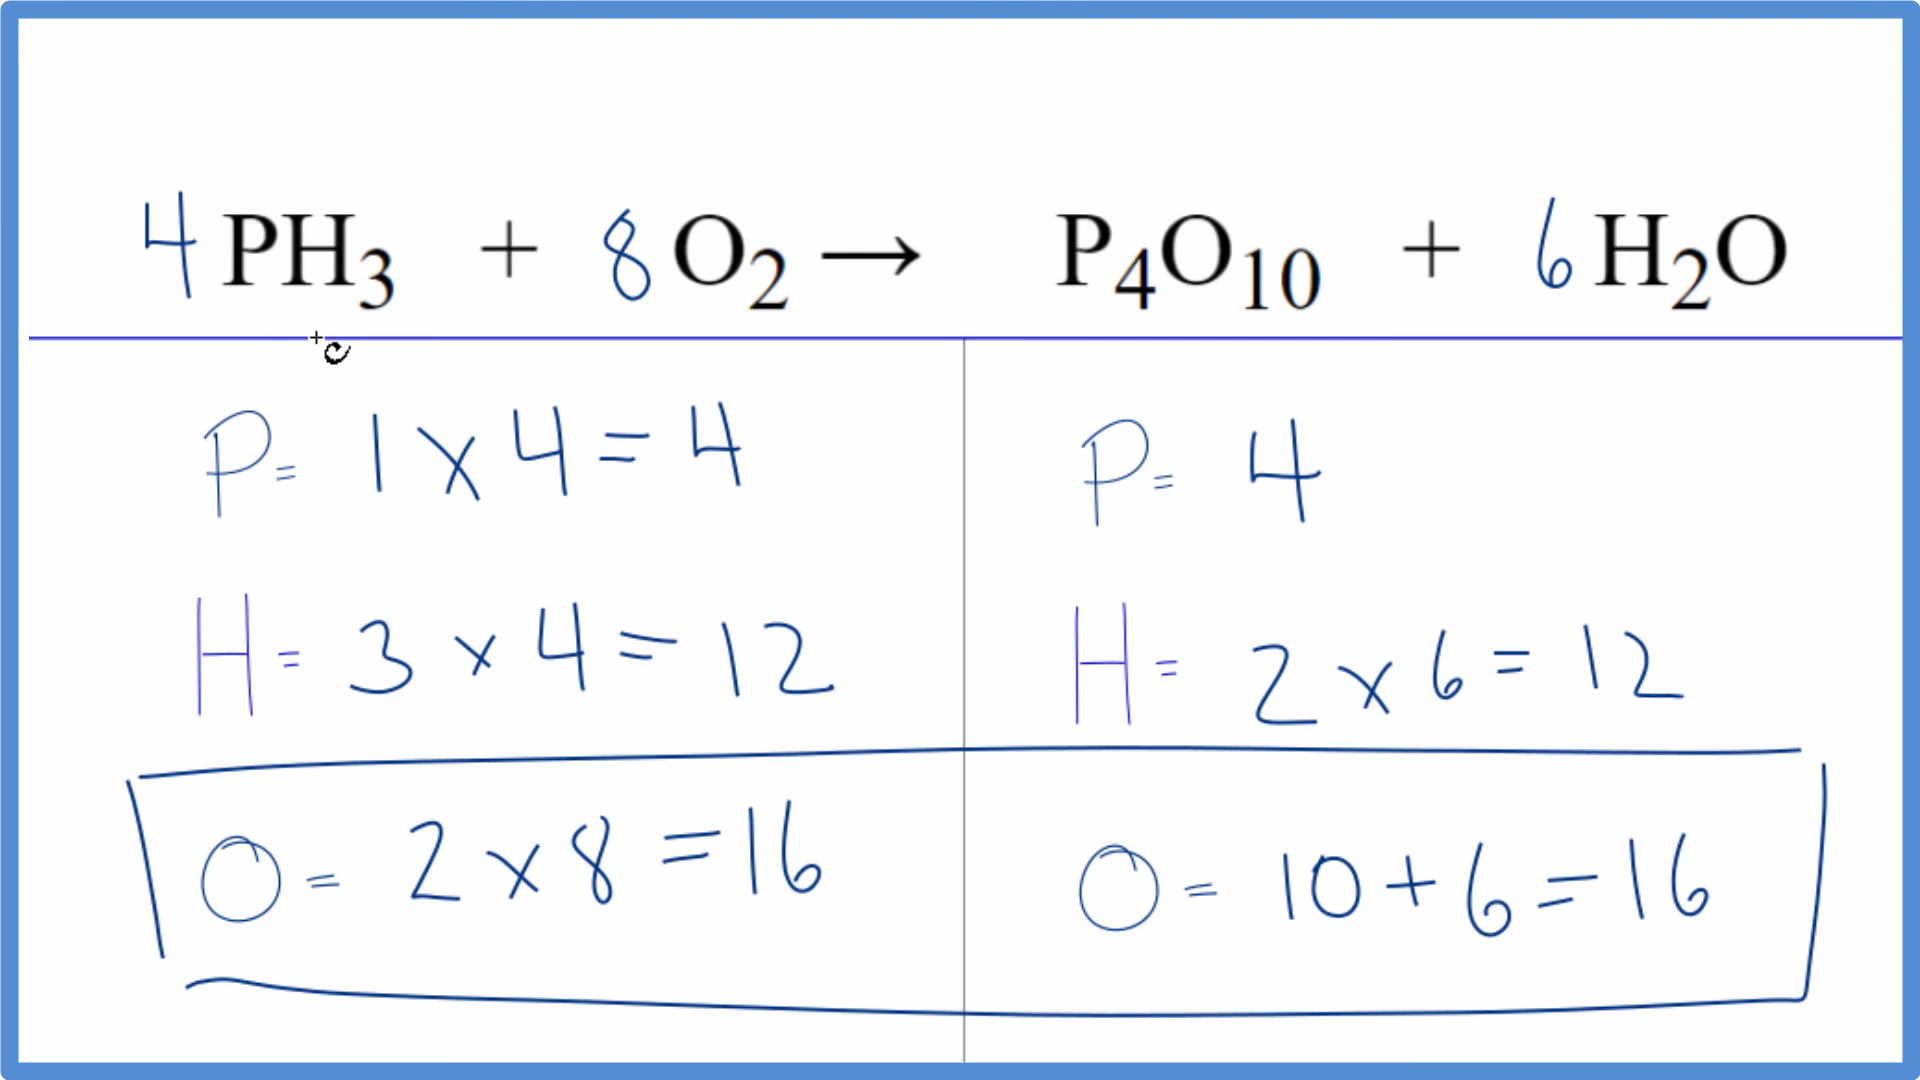 4 PH₃ + 8 O₂ → P₄O₁₀ + 6 H₂O
P= 1 x 4 = 4
P= 4
H= 3 x 4 = 12
H= 2 x 6 = 12
O= 2 x 8 = 16
O= 10 + 6 = 16